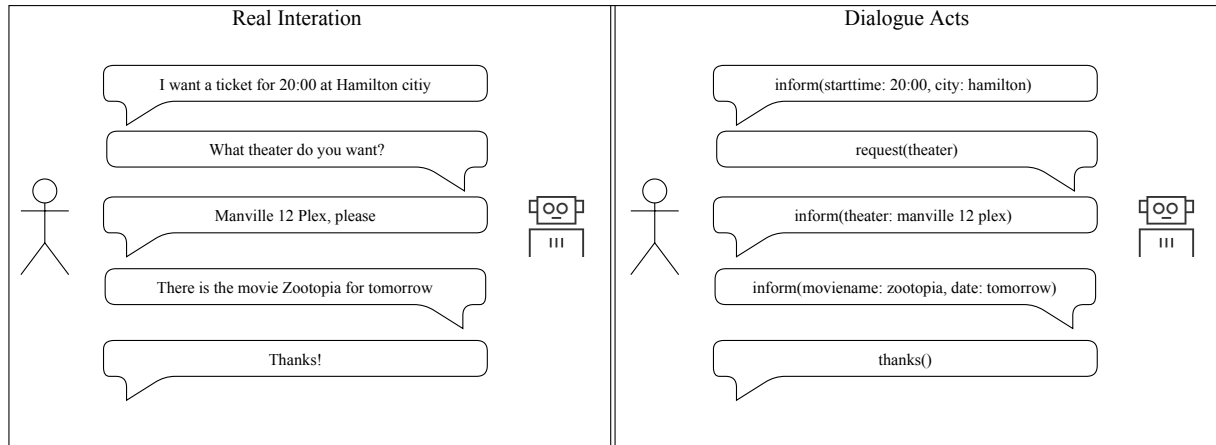 Real Interation
I want a ticket for 20:00 at Hamilton citiy
What theater do you want?
Manville 12 Plex, please
There is the movie Zootopia for tomorrow
Thanks!
Dialogue Acts
inform(starttime: 20:00, city: hamilton)
request(theater)
inform(theater: manville 12 plex)
inform(moviename: zootopia, date: tomorrow)
thanks()